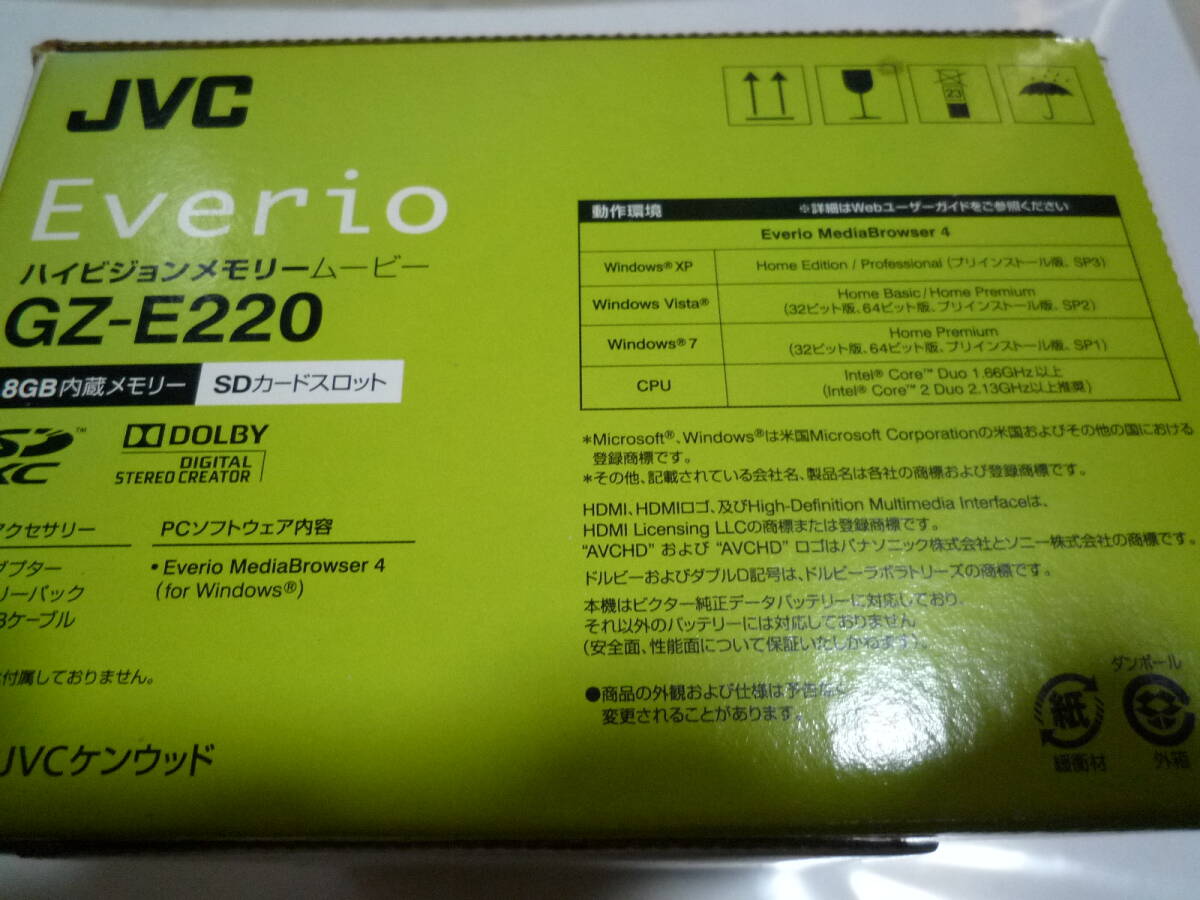 JVC
23
Everio
ハイビジョンメモリームービー
GZ-E220
8GB内蔵メモリー
SDカードスロット
SD™
XC
DOLBY
DIGITAL
STEREO CREATOR
アクセサリー
プター
リーパック
Bケーブル
付属しておりません。
PCソフトウェア内容
・Everio MediaBrowser 4
(for Windows®)
JVCケンウッド
動作環境 ※詳細はWebユーザーガイドをご参照ください
Everio MediaBrowser 4
Windows® XP Home Edition / Professional (プリインストール版、SP3)
Windows Vista® Home Basic / Home Premium
(32ビット版、64ビット版、プリインストール版、SP2)
Windows® 7 Home Premium
(32ビット版、64ビット版、プリインストール版、SP1)
CPU Intel® Core™ Duo 1.66GHz以上
(Intel® Core™ 2 Duo 2.13GHz以上推奨)
*Microsoft®、Windows®は米国Microsoft Corporationの米国およびその他の国における
登録商標です。
*その他、記載されている会社名、製品名は各社の商標および登録商標です。
HDMI、HDMIロゴ、及びHigh-Definition Multimedia Interfaceは、
HDMI Licensing LLCの商標または登録商標です。
"AVCHD" および "AVCHD" ロゴはパナソニック株式会社とソニー株式会社の商標です。
ドルビーおよびダブルD記号は、ドルビーラボラトリーズの商標です。
本機はビクター純正データバッテリーに対応しており、
それ以外のバッテリーには対応しておりません
(安全面、性能面について保証いたしかねます)。
●商品の外観および仕様は予告なく
変更されることがあります。
ダンボール
紙
緩衝材
外箱